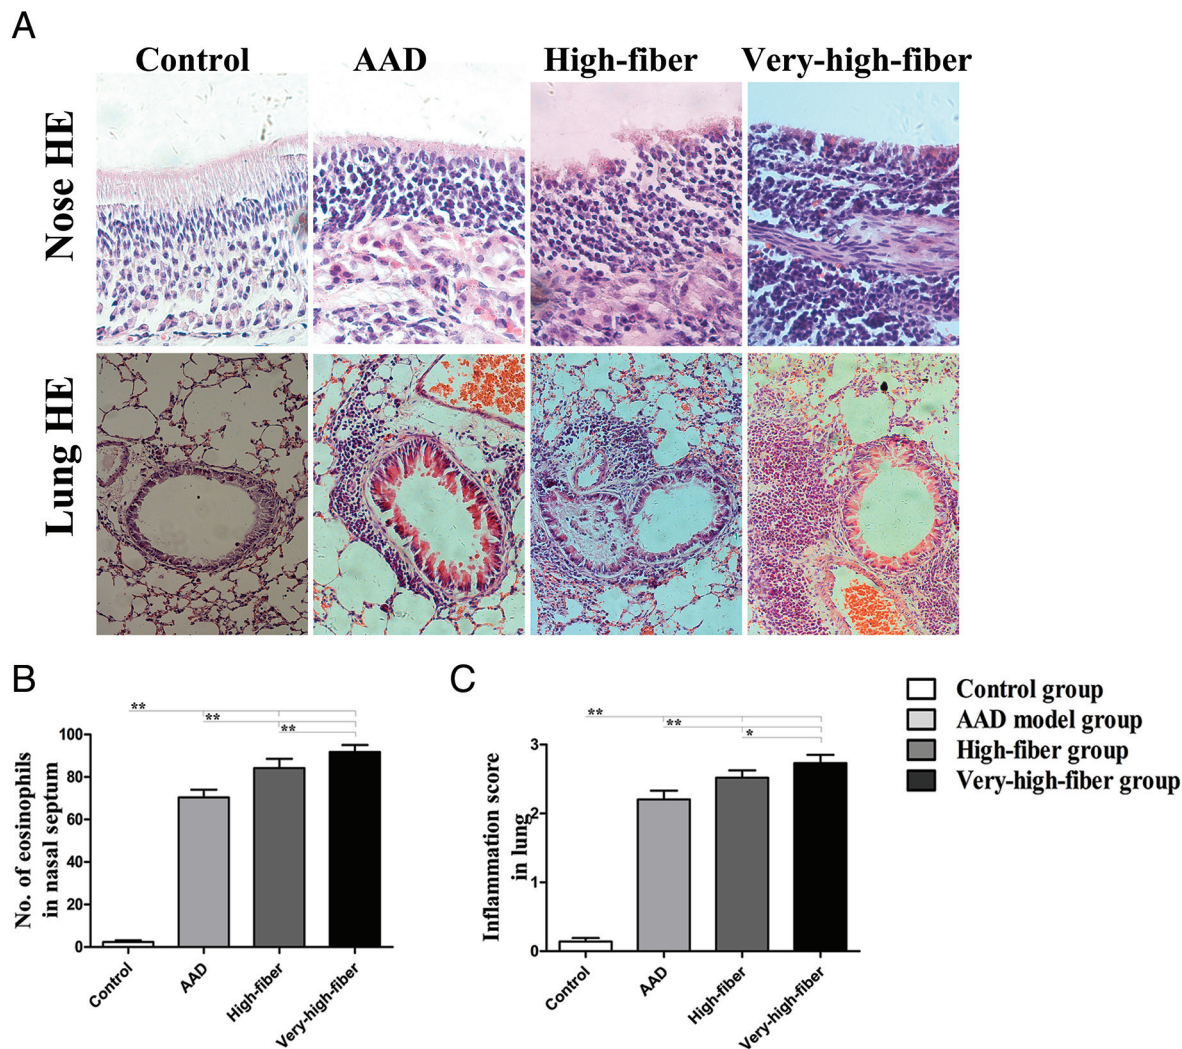 A
Control AAD High-fiber Very-high-fiber
Nose HE
Lung HE
B
** 
**
**
100
80
60
40
20
0
No. of eosinophils
in nasal septum
Control AAD High-fiber Very-high-fiber
C
**
**
*
3
2
1
0
Inflammation score
in lung
Control AAD High-fiber Very-high-fiber
Control group
AAD model group
High-fiber group
Very-high-fiber group